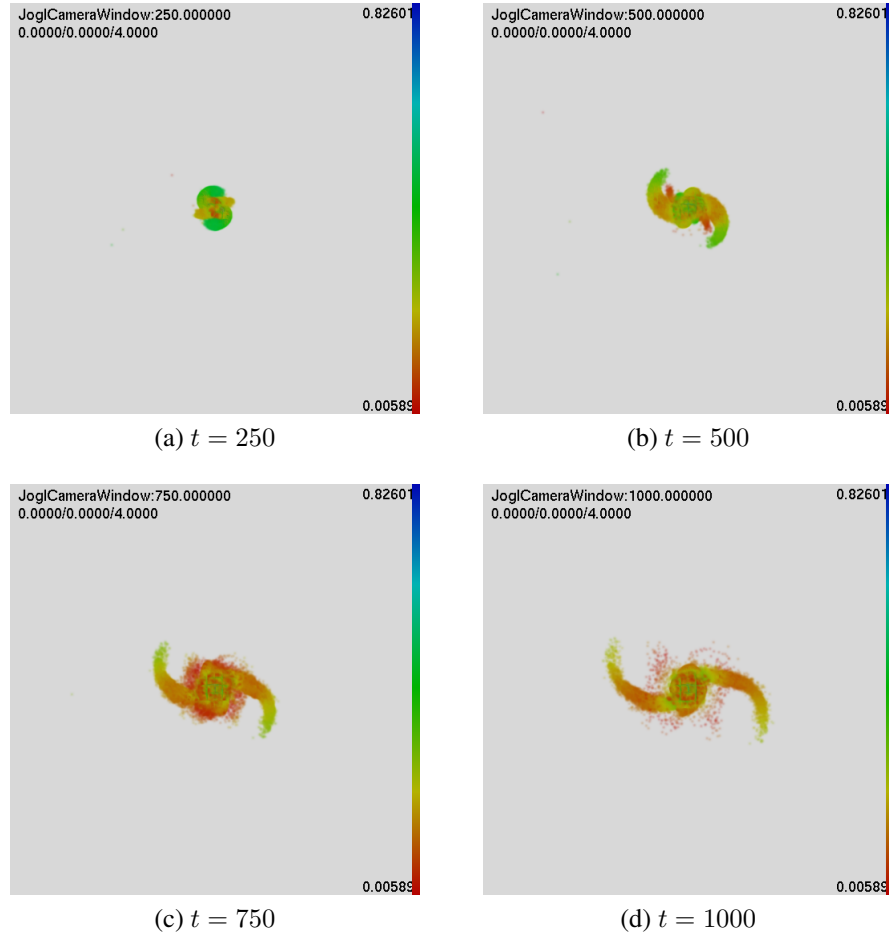 JoglCameraWindow:250.000000
0.82601
0.0000/0.0000/4.0000
0.00589
(a) t = 250
JoglCameraWindow:500.000000
0.82601
0.0000/0.0000/4.0000
0.00589
(b) t = 500
JoglCameraWindow:750.000000
0.82601
0.0000/0.0000/4.0000
0.00589
(c) t = 750
JoglCameraWindow:1000.000000
0.82601
0.0000/0.0000/4.0000
0.00589
(d) t = 1000